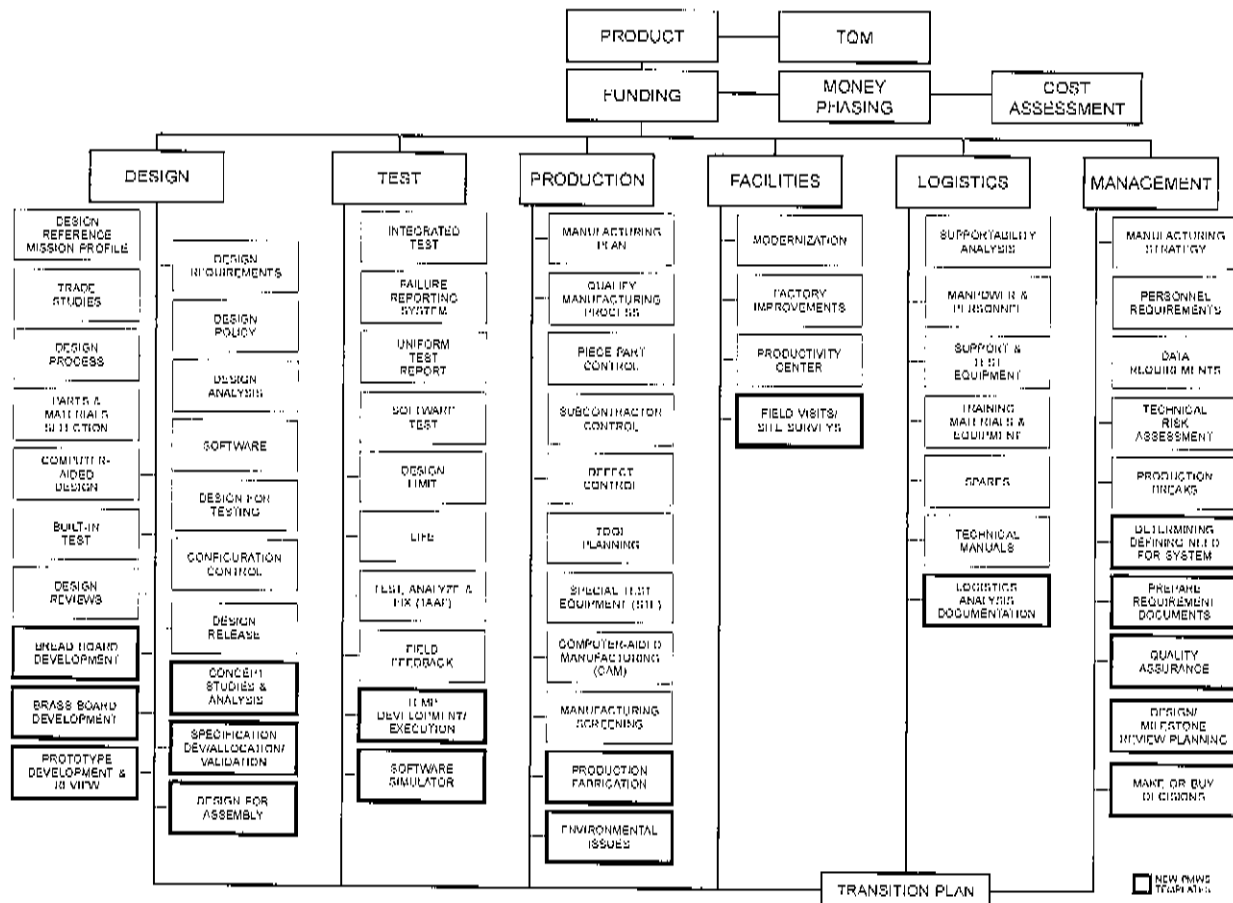 PRODUCT
TQM
FUNDING
MONEY
PHASING
COST
ASSESSMENT
DESIGN
TEST
PRODUCTION
FACILITIES
LOGISTICS
MANAGEMENT
DESIGN
REFERENCE
MISSION PROFILE
TRADE
STUDIES
DESIGN
PROCESS
PARTS &
MATERIALS
SELECTION
COMPUTER-
AIDED
DESIGN
BUILT-IN
TEST
DESIGN
REVIEWS
BREAD BOARD
DEVELOPMENT
BRASS BOARD
DEVELOPMENT
PROTOTYPE
DEVELOPMENT &
REVIEW
DESIGN
REQUIREMENTS
DESIGN
POLICY
DESIGN
ANALYSIS
SOFTWARE
DESIGN FOR
TESTING
CONFIGURATION
CONTROL
DESIGN
RELEASE
CONCEPT
STUDIES &
ANALYSIS
SPECIFICATION
DEV/ALLOCATION/
VALIDATION
DESIGN FOR
ASSEMBLY
INTEGRATED
TEST
FAILURE
REPORTING
SYSTEM
UNIFORM
TEST
REPORT
SOFTWARE
TEST
DESIGN
LIMIT
LIFE
TEST, ANALYZE &
FIX (TAAF)
FIELD
FEEDBACK
TEMP
DEVELOPMENT/
EXECUTION
SOFTWARE
SIMULATOR
MANUFACTURING
PLAN
QUALIFY
MANUFACTURING
PROCESS
PIECE PART
CONTROL
SUBCONTRACTOR
CONTROL
DEFECT
CONTROL
TOOL
PLANNING
SPECIAL TEST
EQUIPMENT (STE)
COMPUTER-AIDED
MANUFACTURING
(CAM)
MANUFACTURING
SCREENING
PRODUCTION
FABRICATION
ENVIRONMENTAL
ISSUES
MODERNIZATION
FACTORY
IMPROVEMENTS
PRODUCTIVITY
CENTER
FIELD VISITS/
SITE SURVEYS
SUPPORTABILITY
ANALYSIS
MANPOWER &
PERSONNEL
SUPPORT &
TEST
EQUIPMENT
TRAINING
MATERIALS &
EQUIPMENT
SPARES
TECHNICAL
MANUALS
LOGISTICS
ANALYSIS
DOCUMENTATION
MANUFACTURING
STRATEGY
PERSONNEL
REQUIREMENTS
DATA
REQUIREMENTS
TECHNICAL
RISK
ASSESSMENT
PRODUCTION
BREAKS
DETERMINING
DEFINING NEED
FOR SYSTEM
PREPARE
REQUIREMENT
DOCUMENTS
QUALITY
ASSURANCE
DESIGN/
MILESTONE
REVIEW PLANNING
MAKE OR BUY
DECISIONS
TRANSITION PLAN
NEW PMWS
TEMPLATES